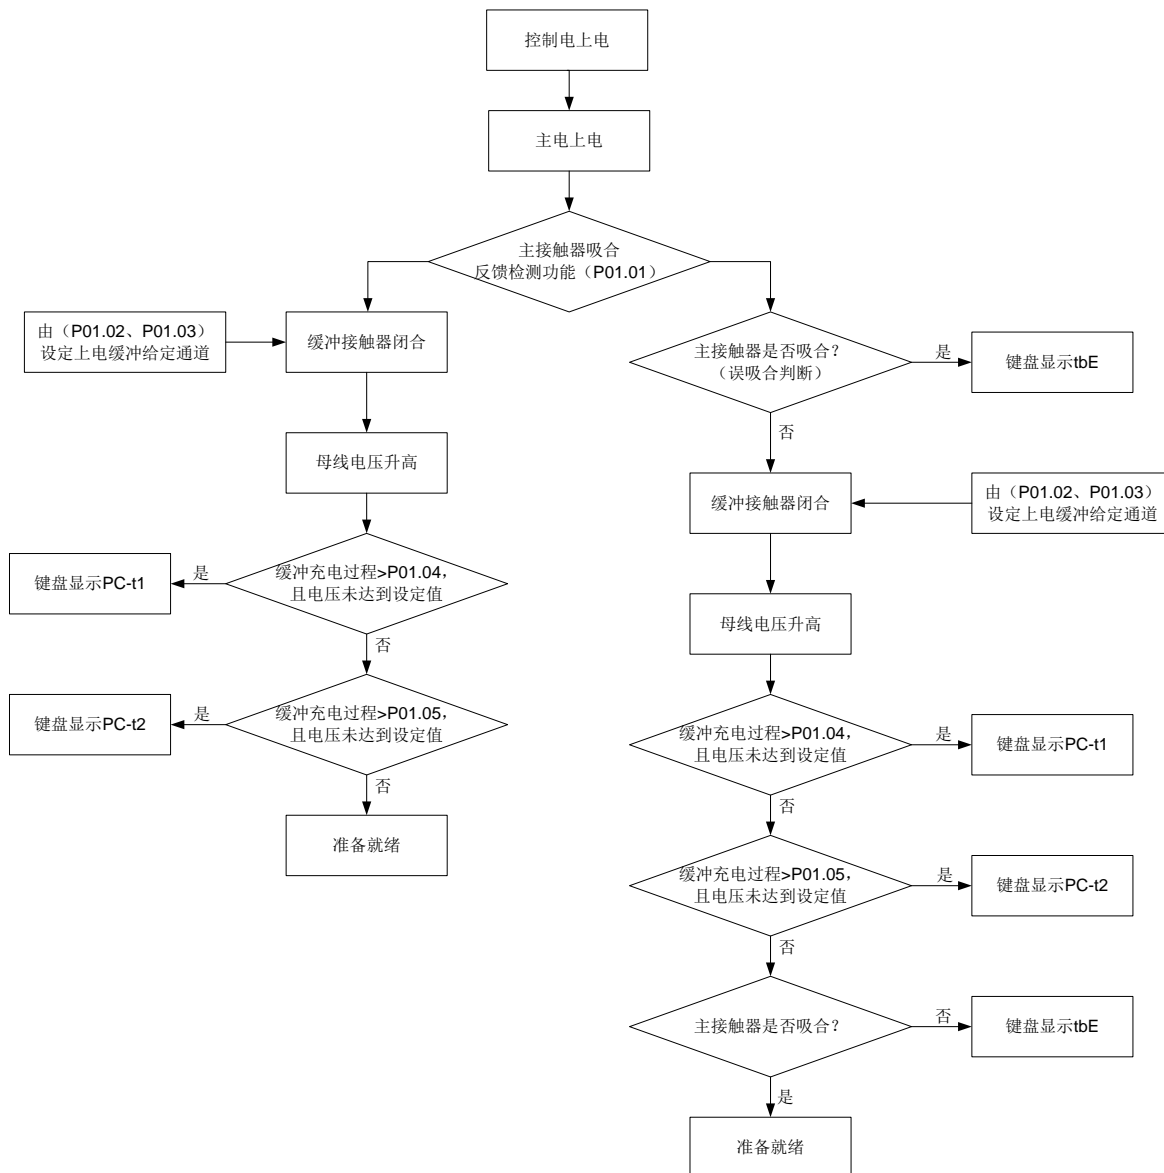 控制电上电
主电上电
主接触器吸合
反馈检测功能（P01.01）
由（P01.02、P01.03）
设定上电缓冲给定通道
缓冲接触器闭合
母线电压升高
缓冲充电过程>P01.04，
且电压未达到设定值
是
键盘显示PC-t1
否
缓冲充电过程>P01.05，
且电压未达到设定值
是
键盘显示PC-t2
否
准备就绪
主接触器是否吸合？
（误吸合判断）
是
键盘显示tbE
否
缓冲接触器闭合
由（P01.02、P01.03）
设定上电缓冲给定通道
母线电压升高
缓冲充电过程>P01.04，
且电压未达到设定值
是
键盘显示PC-t1
否
缓冲充电过程>P01.05，
且电压未达到设定值
是
键盘显示PC-t2
否
主接触器是否吸合？
否
键盘显示tbE
是
准备就绪